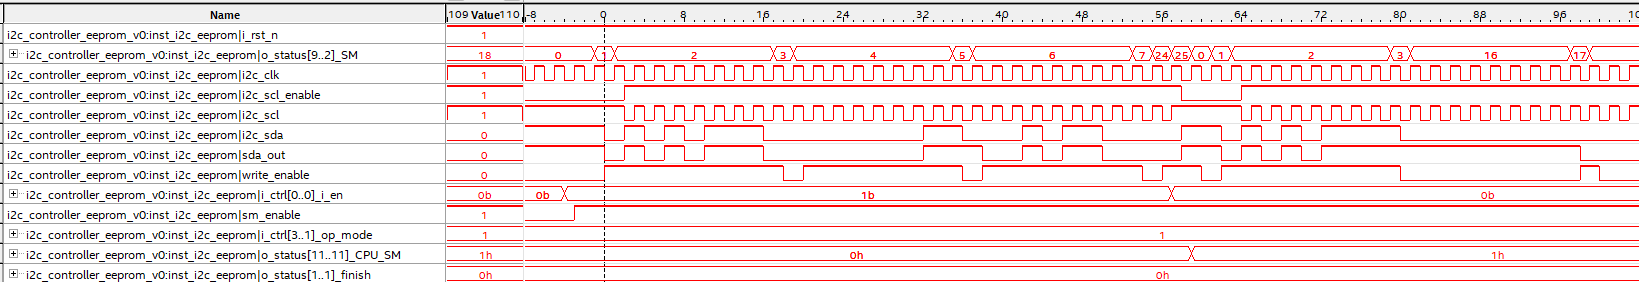 Name 109 Value 110 -8 0 8 16 24 32 40 48 56 64 72 80 88 96 10
i2c_controller_eeprom_v0:inst_i2c_eeprom|i_rst_n 1
i2c_controller_eeprom_v0:inst_i2c_eeprom|o_status[9..2]_SM 18 0 1 2 3 4 5 6 7 24 25 0 1 2 3 16 17
i2c_controller_eeprom_v0:inst_i2c_eeprom|i2c_clk 1
i2c_controller_eeprom_v0:inst_i2c_eeprom|i2c_scl_enable 1
i2c_controller_eeprom_v0:inst_i2c_eeprom|i2c_scl 1
i2c_controller_eeprom_v0:inst_i2c_eeprom|i2c_sda 0
i2c_controller_eeprom_v0:inst_i2c_eeprom|sda_out 0
i2c_controller_eeprom_v0:inst_i2c_eeprom|write_enable 0
i2c_controller_eeprom_v0:inst_i2c_eeprom|i_ctrl[0..0]_i_en 0b 0b 1b 0b
i2c_controller_eeprom_v0:inst_i2c_eeprom|sm_enable 1
i2c_controller_eeprom_v0:inst_i2c_eeprom|i_ctrl[3..1]_op_mode 1 1
i2c_controller_eeprom_v0:inst_i2c_eeprom|o_status[11..11]_CPU_SM 1h 0h 1h
i2c_controller_eeprom_v0:inst_i2c_eeprom|o_status[1..1]_finish 0h 0h